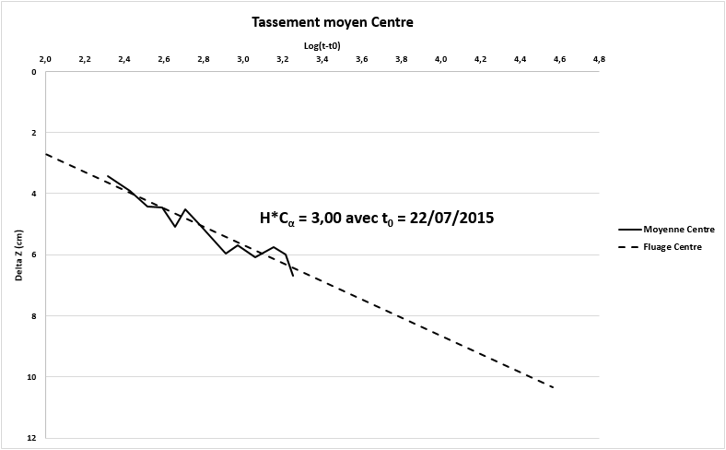 Tassement moyen Centre
Log(t-t0)
2,0 2,2 2,4 2,6 2,8 3,0 3,2 3,4 3,6 3,8 4,0 4,2 4,4 4,6 4,8
0
2
4
6
8
10
12
Delta Z (cm)
H*Cα = 3,00 avec t0 = 22/07/2015
Moyenne Centre
Fluage Centre